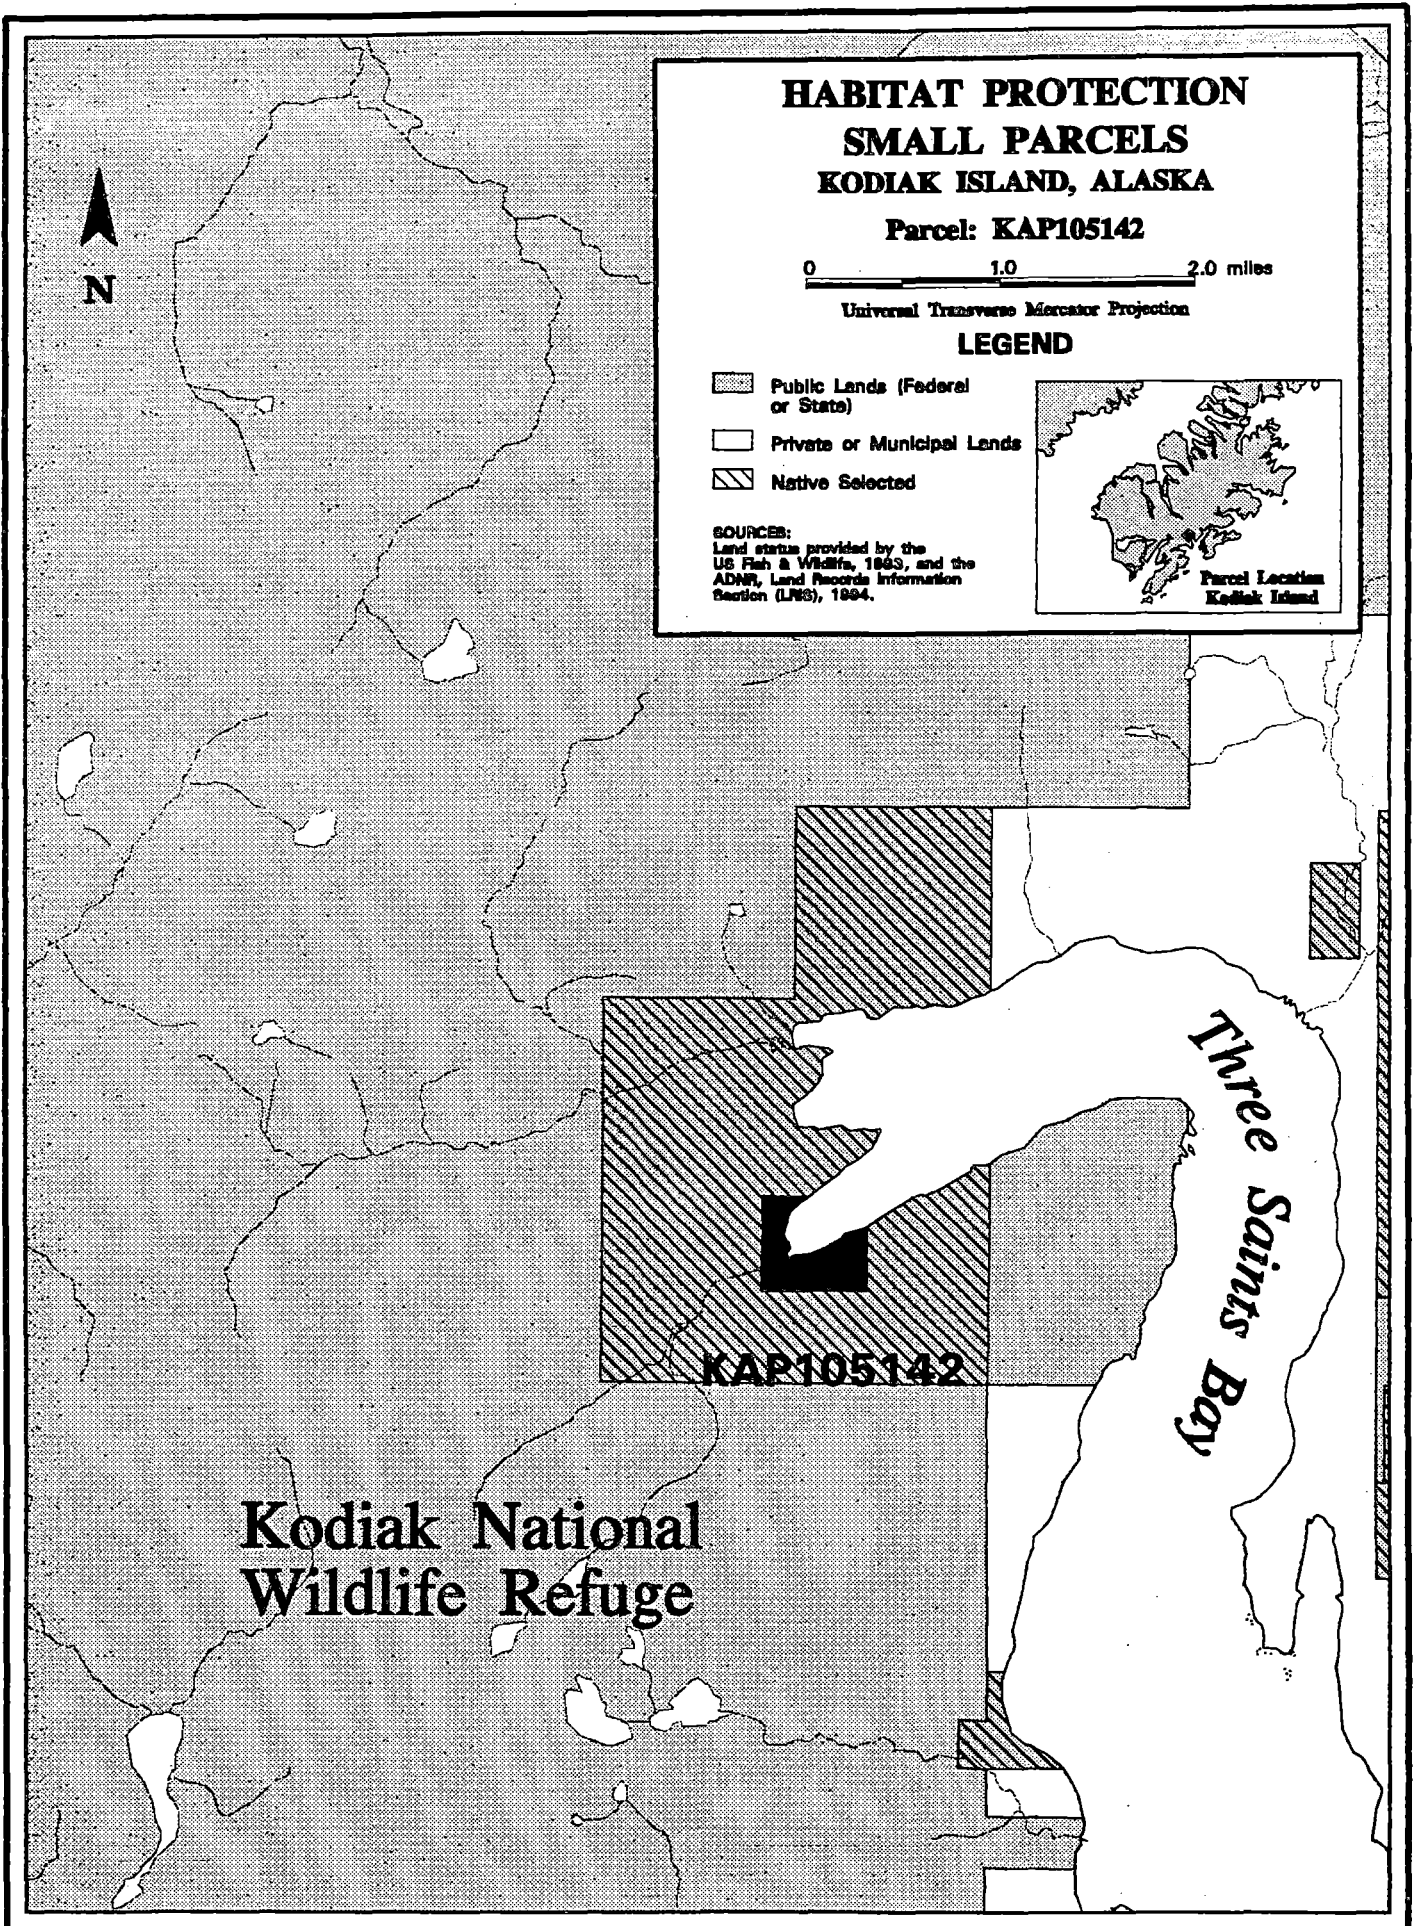 HABITAT PROTECTION
SMALL PARCELS
KODIAK ISLAND, ALASKA
Parcel: KAP105142
0 1.0 2.0 miles
Universal Transverse Mercator Projection
LEGEND
Public Lands (Federal
or State)
Private or Municipal Lands
Native Selected
SOURCES:
Land status provided by the
US Fish & Wildlife, 1993, and the
ADNR, Land Records Information
Section (LRIS), 1994.
Parcel Location
Kodiak Island
N
Three Saints Bay
KAP105142
Kodiak National
Wildlife Refuge